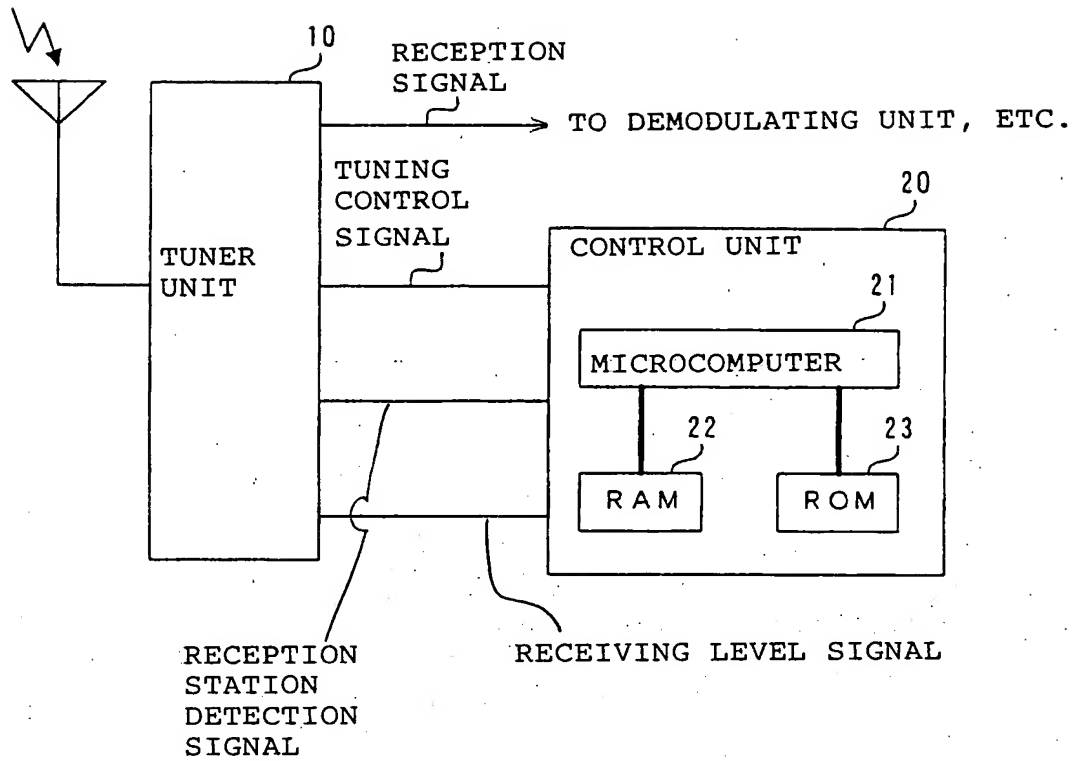 10
RECEPTION
SIGNAL
TO DEMODULATING UNIT, ETC.
TUNING
CONTROL
SIGNAL
20
TUNER
UNIT
CONTROL UNIT
21
MICROCOMPUTER
22
23
RAM
ROM
RECEPTION
STATION
DETECTION
SIGNAL
RECEIVING LEVEL SIGNAL